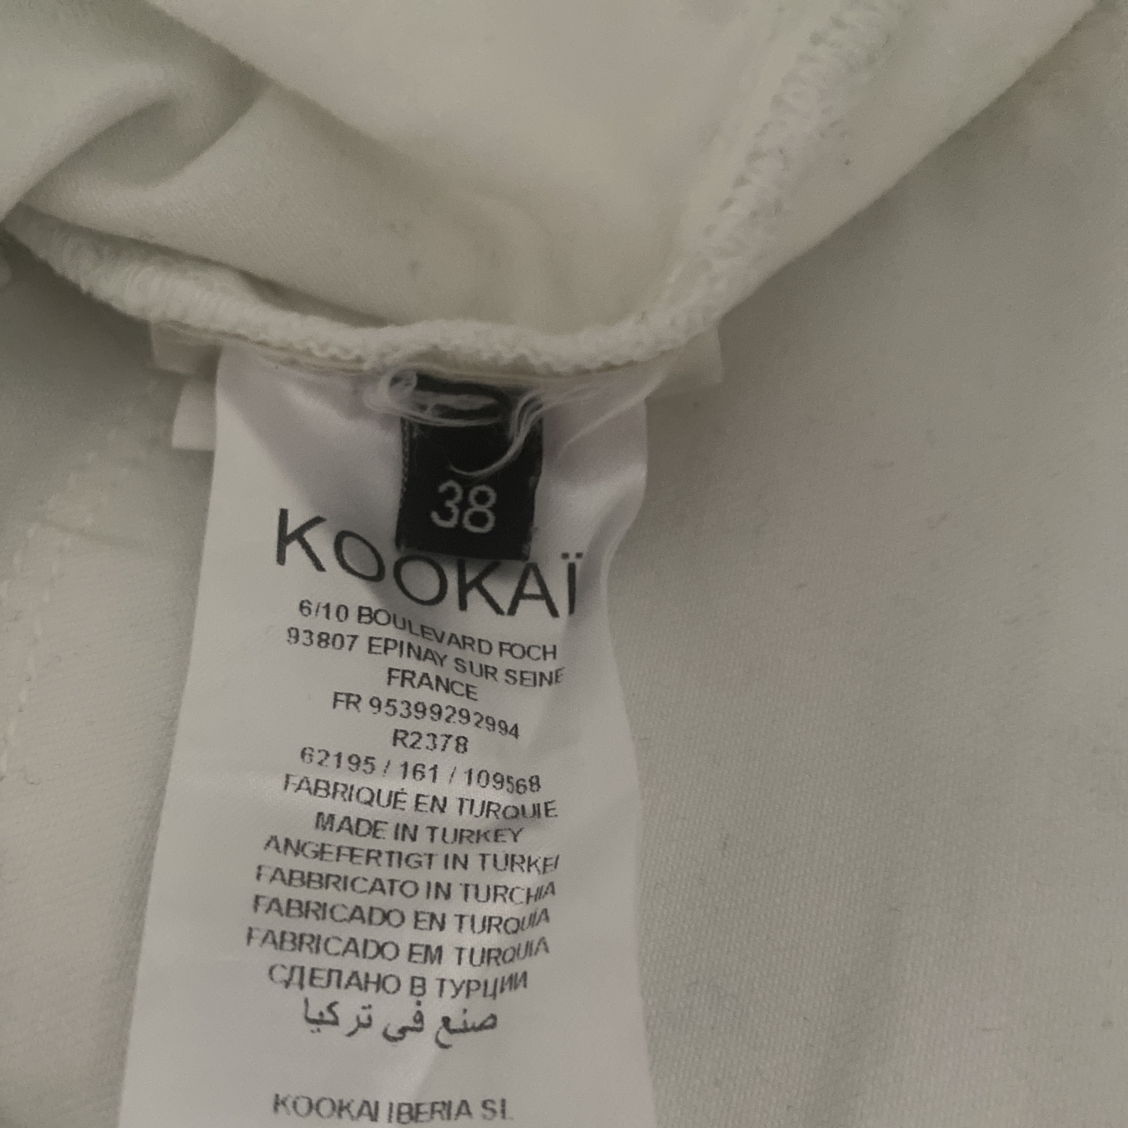 38
KOOKAÏ
6/10 BOULEVARD FOCH
93807 EPINAY SUR SEINE
FRANCE
FR 95399292994
R2378
62195 / 161 / 109568
FABRIQUÉ EN TURQUIE
MADE IN TURKEY
ANGEFERTIGT IN TURKEI
FABBRICATO IN TURCHIA
FABRICADO EN TURQUÍA
FABRICADO EM TURQUIA
СДЕЛАНО В ТУРЦИИ
صنع في تركيا
KOOKAI IBERIA SL